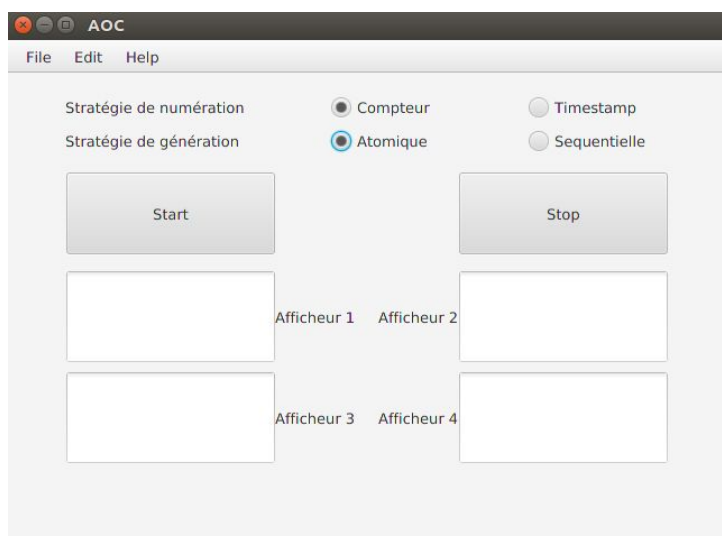 AOC
File Edit Help
Stratégie de numération Compteur Timestamp
Stratégie de génération Atomique Sequentielle
Start Stop
Afficheur 1 Afficheur 2
Afficheur 3 Afficheur 4